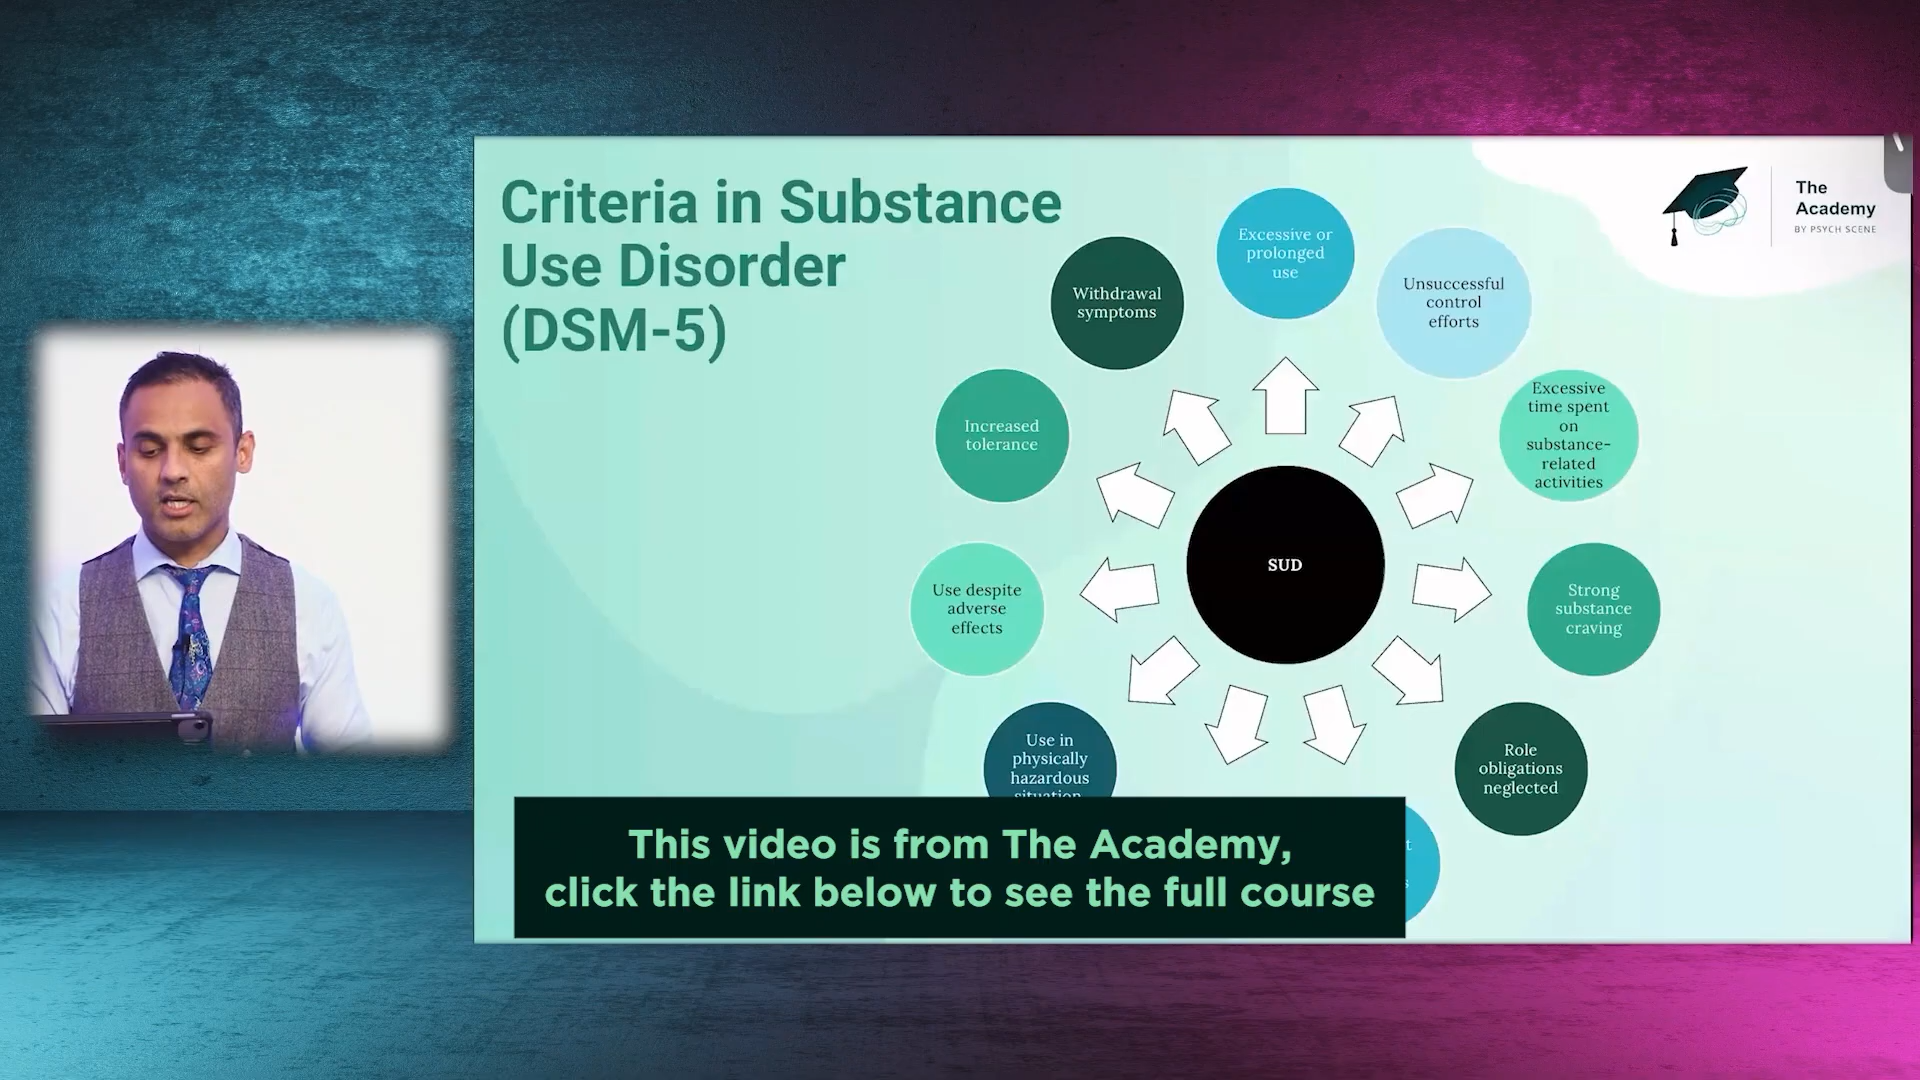 Criteria in Substance
Use Disorder
(DSM-5)
The
Academy
BY PSYCH SCENE
Excessive or
prolonged
use
Unsuccessful
control
efforts
Excessive
time spent
on
substance-
related
activities
Strong
substance
craving
Role
obligations
neglected
Use in
physically
hazardous
situation
Use despite
adverse
effects
Increased
tolerance
Withdrawal
symptoms
SUD
This video is from The Academy,
click the link below to see the full course